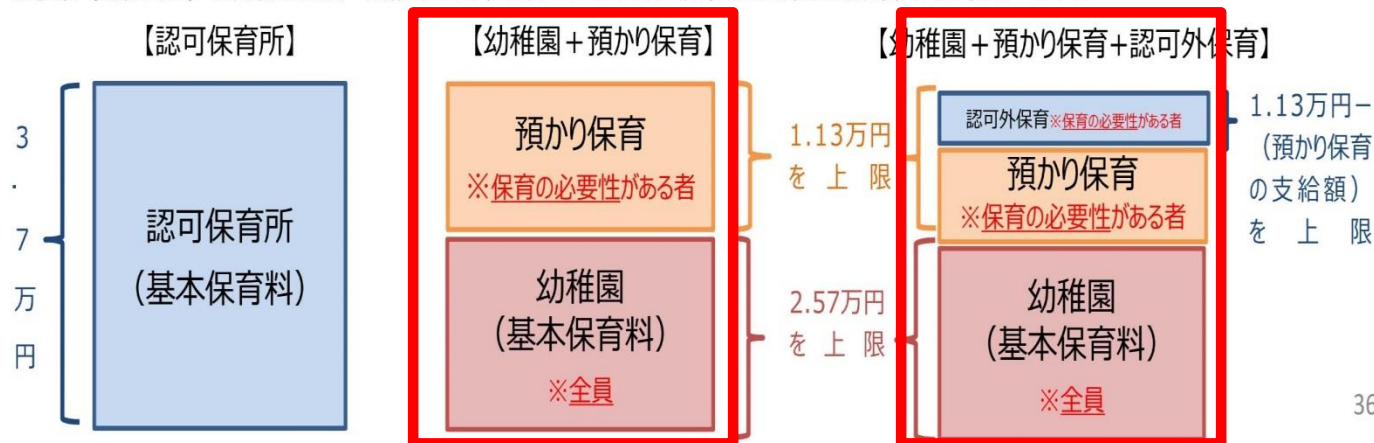 【認可保育所】
【幼稚園+預かり保育】
【幼稚園+預かり保育+認可外保育】
3.7万円
認可保育所
(基本保育料)
預かり保育
※保育の必要性がある者
幼稚園
(基本保育料)
※全員
1.13万円
を上限
2.57万円
を上限
認可外保育※保育の必要性がある者
預かり保育
※保育の必要性がある者
幼稚園
(基本保育料)
※全員
1.13万円−
(預かり保育
の支給額)
を上限
36